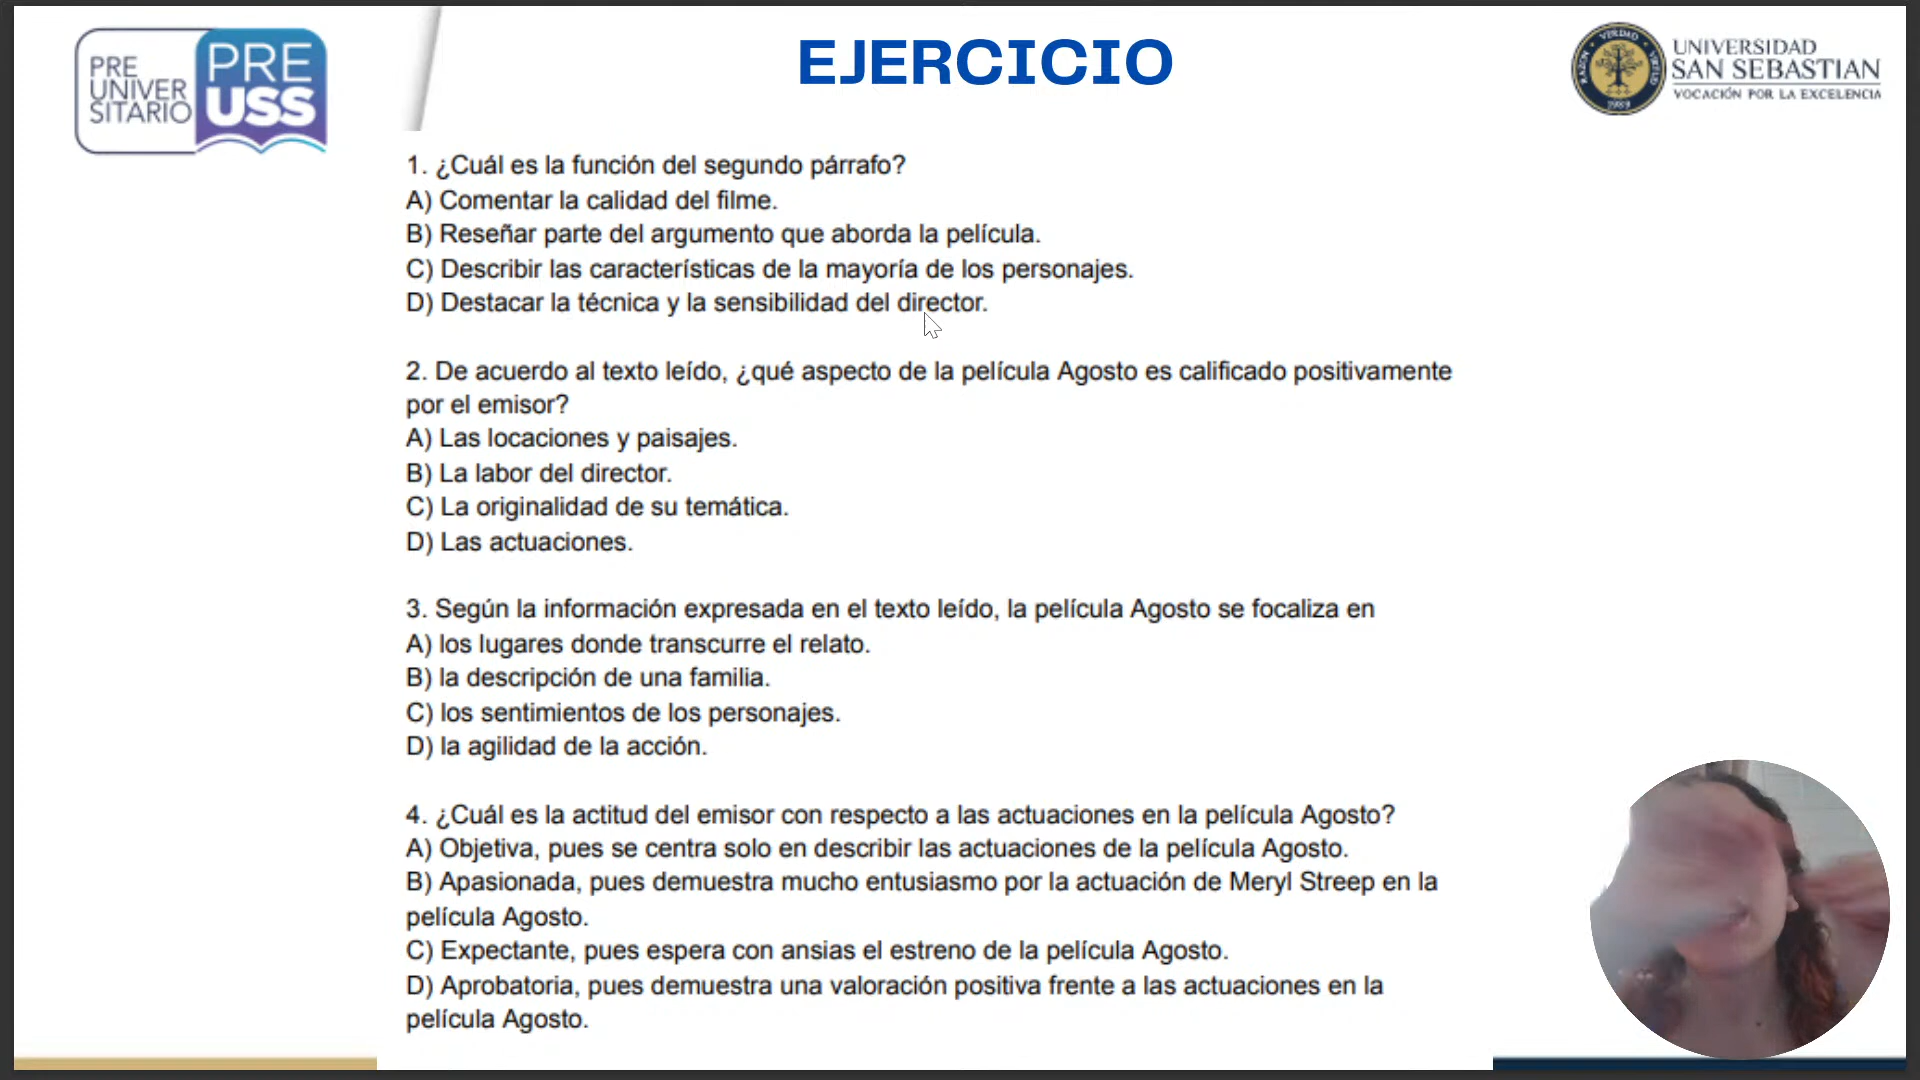 PRE
UNIVER
SITARIO
PRE
USS
EJERCICIO
VERDAD
RAZÓN
1989
UNIVERSIDAD
SAN SEBASTIAN
VOCACIÓN POR LA EXCELENCIA
1. ¿Cuál es la función del segundo párrafo?
A) Comentar la calidad del filme.
B) Reseñar parte del argumento que aborda la película.
C) Describir las características de la mayoría de los personajes.
D) Destacar la técnica y la sensibilidad del director.
2. De acuerdo al texto leído, ¿qué aspecto de la película Agosto es calificado positivamente
por el emisor?
A) Las locaciones y paisajes.
B) La labor del director.
C) La originalidad de su temática.
D) Las actuaciones.
3. Según la información expresada en el texto leído, la película Agosto se focaliza en
A) los lugares donde transcurre el relato.
B) la descripción de una familia.
C) los sentimientos de los personajes.
D) la agilidad de la acción.
4. ¿Cuál es la actitud del emisor con respecto a las actuaciones en la película Agosto?
A) Objetiva, pues se centra solo en describir las actuaciones de la película Agosto.
B) Apasionada, pues demuestra mucho entusiasmo por la actuación de Meryl Streep en la
película Agosto.
C) Expectante, pues espera con ansias el estreno de la película Agosto.
D) Aprobatoria, pues demuestra una valoración positiva frente a las actuaciones en la
película Agosto.